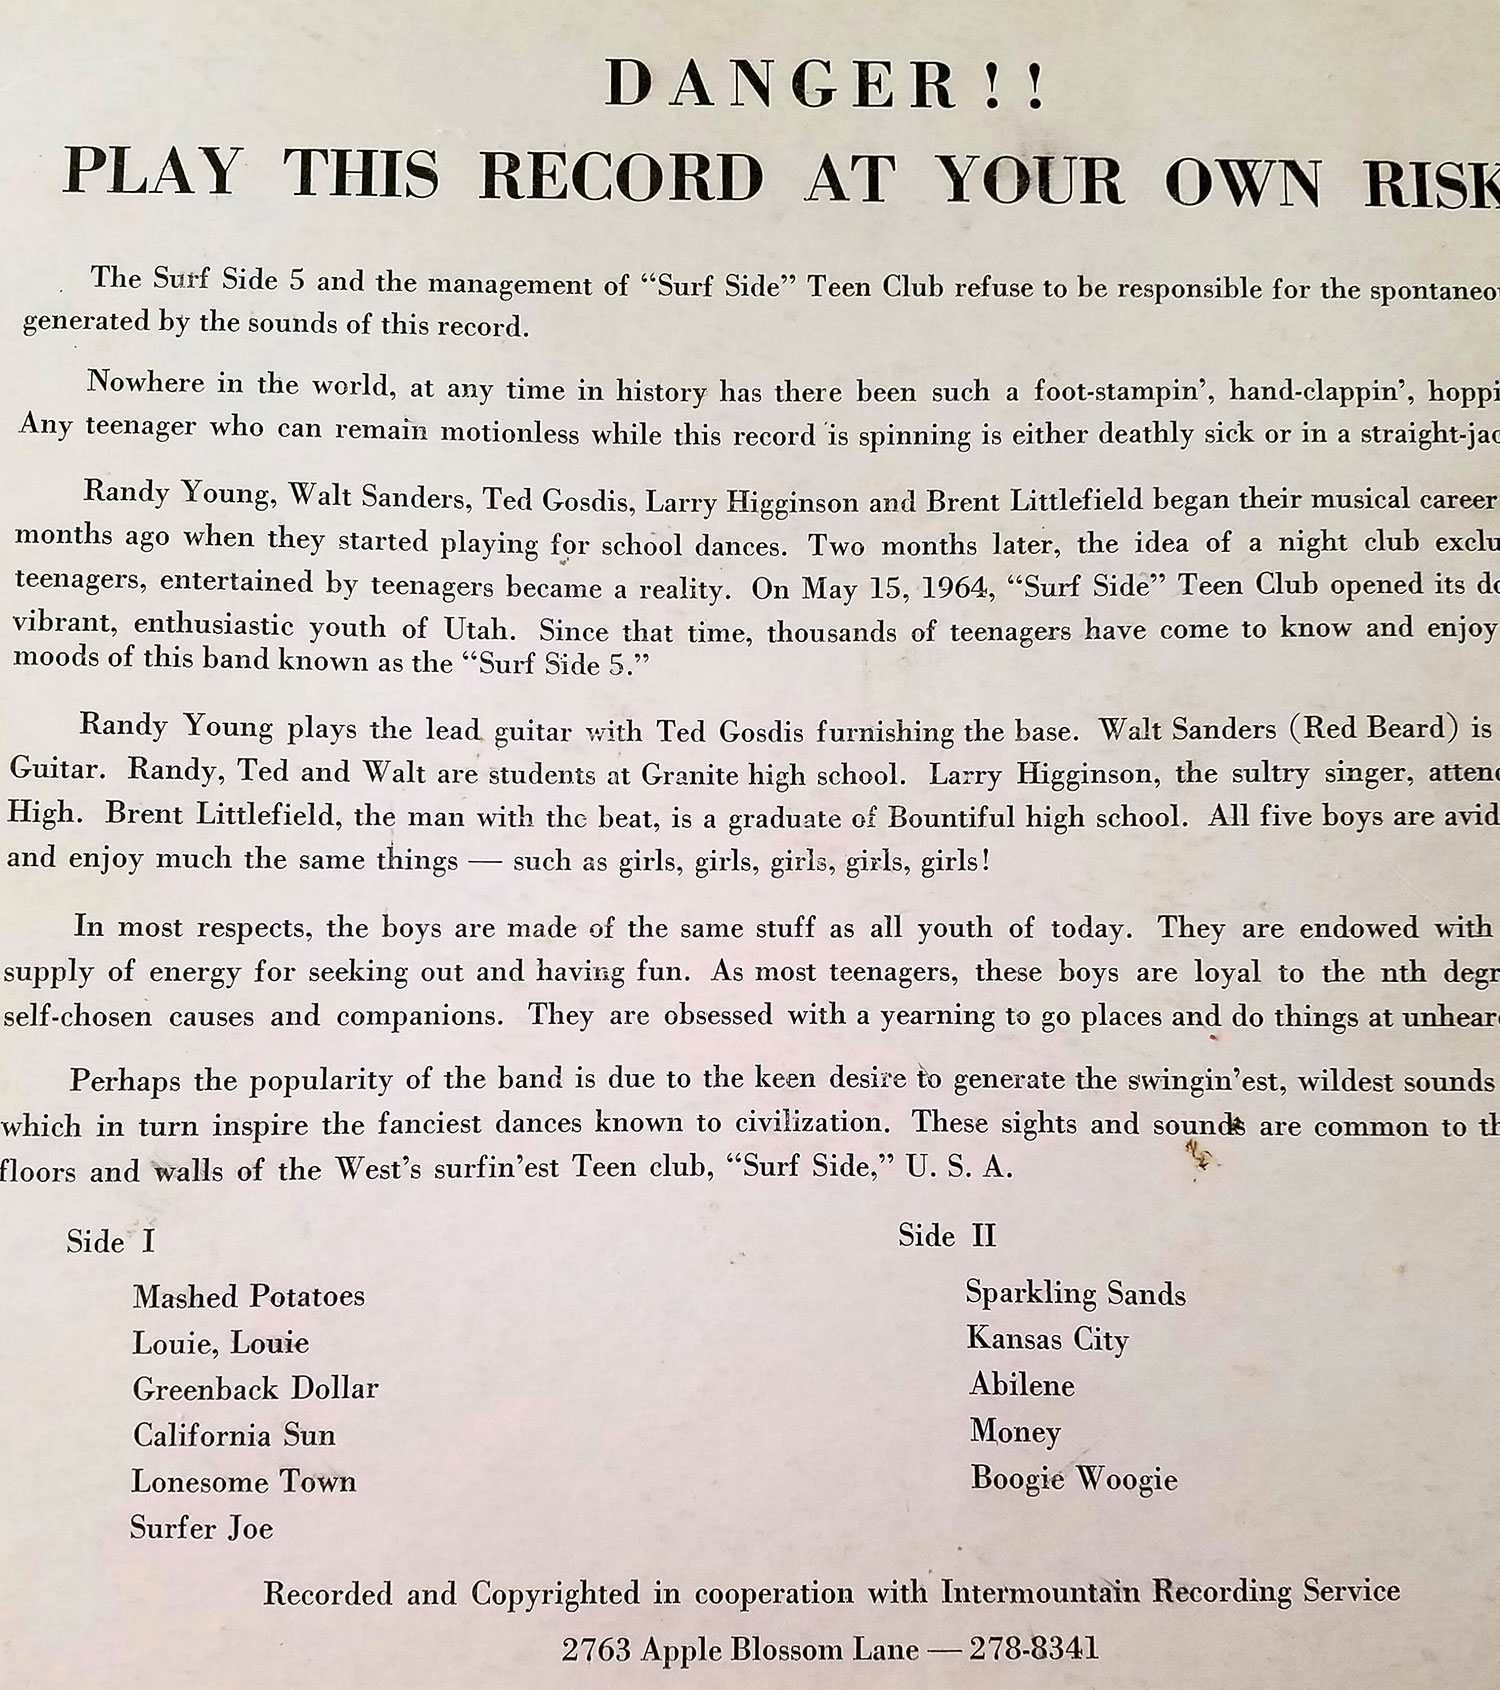 DANGER!!
PLAY THIS RECORD AT YOUR OWN RISK
The Surf Side 5 and the management of “Surf Side” Teen Club refuse to be responsible for the spontaneo
generated by the sounds of this record.
Nowhere in the world, at any time in history has there been such a foot-stampin’, hand-clappin’, hoppi
Any teenager who can remain motionless while this record is spinning is either deathly sick or in a straight-jac
Randy Young, Walt Sanders, Ted Gosdis, Larry Higginson and Brent Littlefield began their musical career
months ago when they started playing for school dances. Two months later, the idea of a night club exclu
teenagers, entertained by teenagers became a reality. On May 15, 1964, “Surf Side” Teen Club opened its do
vibrant, enthusiastic youth of Utah. Since that time, thousands of teenagers have come to know and enjoy
moods of this band known as the “Surf Side 5.”
Randy Young plays the lead guitar with Ted Gosdis furnishing the base. Walt Sanders (Red Beard) is
Guitar. Randy, Ted and Walt are students at Granite high school. Larry Higginson, the sultry singer, atten
High. Brent Littlefield, the man with the beat, is a graduate of Bountiful high school. All five boys are avid
and enjoy much the same things — such as girls, girls, girls, girls, girls!
In most respects, the boys are made of the same stuff as all youth of today. They are endowed with
supply of energy for seeking out and having fun. As most teenagers, these boys are loyal to the nth degr
self-chosen causes and companions. They are obsessed with a yearning to go places and do things at unhear
Perhaps the popularity of the band is due to the keen desire to generate the swingin’est, wildest sounds
which in turn inspire the fanciest dances known to civilization. These sights and sounds are common to th
floors and walls of the West’s surfin’est Teen club, “Surf Side,” U. S. A.
Side I
Mashed Potatoes
Louie, Louie
Greenback Dollar
California Sun
Lonesome Town
Surfer Joe
Side II
Sparkling Sands
Kansas City
Abilene
Money
Boogie Woogie
Recorded and Copyrighted in cooperation with Intermountain Recording Service
2763 Apple Blossom Lane — 278-8341